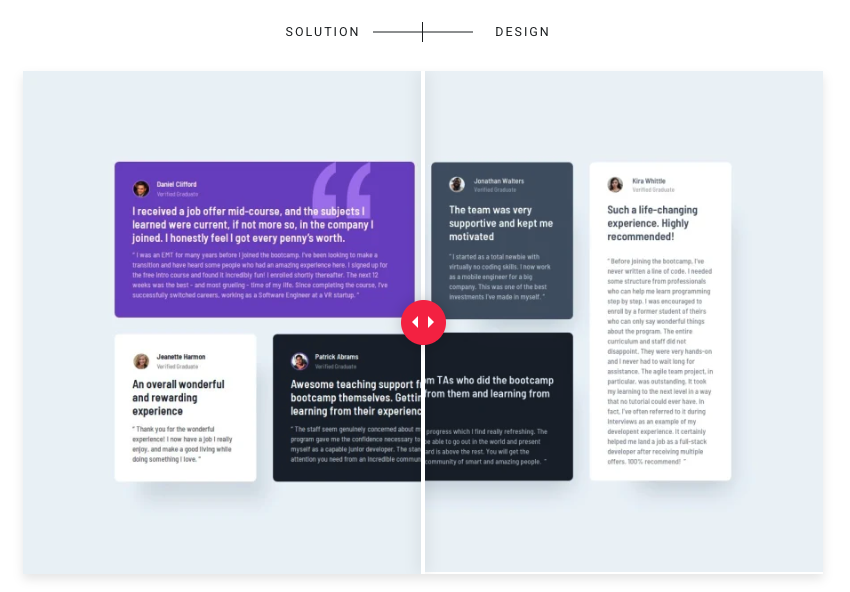 SOLUTION
DESIGN
Daniel Clifford
Verified Graduate
I received a job offer mid-course, and the subjects I
learned were current, if not more so, in the company I
joined. I honestly feel I got every penny's worth.
“ I was an EMT for many years before I joined the bootcamp. I've been looking to make a
transition and have heard some people who had an amazing experience here. I signed up for
the free intro course and found it incredibly fun! I enrolled shortly thereafter. The next 12
weeks was the best - and most grueling - time of my life. Since completing the course, I've
successfully switched careers, working as a Software Engineer at a VR startup. ”
Jonathan Walters
Verified Graduate
The team was very
supportive and kept me
motivated
“ I started as a total newbie with
virtually no coding skills. I now work
as a mobile engineer for a big
company. This was one of the best
investments I've made in myself. ”
Kira Whittle
Verified Graduate
Such a life-changing
experience. Highly
recommended!
“ Before joining the bootcamp, I've
never written a line of code. I needed
some structure from professionals
who can help me learn programming
step by step. I was encouraged to
enroll by a former student of theirs
who can only say wonderful things
about the program. The entire
curriculum and staff did not
disappoint. They were very hands-on
and I never had to wait long for
assistance. The agile team project, in
particular, was outstanding. It took
my learning to the next level in a way
that no tutorial could ever have. In
fact, I've often referred to it during
interviews as an example of my
developent experience. It certainly
helped me land a job as a full-stack
developer after receiving multiple
offers. 100% recommend! ”
Jeanette Harmon
Verified Graduate
An overall wonderful
and rewarding
experience
“ Thank you for the wonderful
experience! I now have a job I really
enjoy, and make a good living while
doing something I love. ”
Patrick Abrams
Verified Graduate
Awesome teaching support from TAs who did the bootcamp
bootcamp themselves. Gettin from them and learning from
learning from their experienc
“ The staff seem genuinely concerned about m progress which I find really refreshing. The
program gave me the confidence necessary to be able to go out in the world and present
myself as a capable junior developer. The standard is above the rest. You will get the
attention you need from an incredible community of smart and amazing people. ”